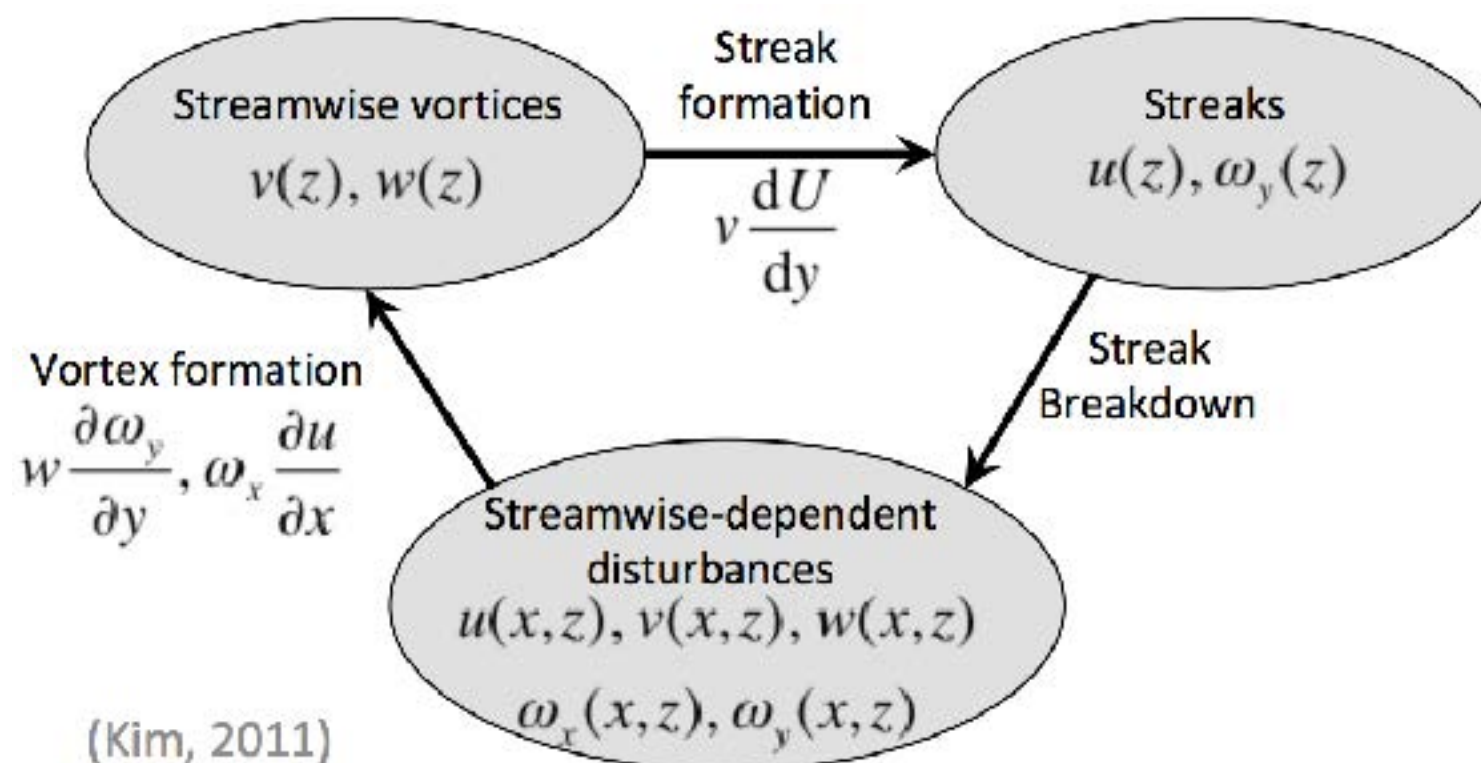 Streamwise vortices
v(z), w(z)
Streak
formation
v dU/dy
Streaks
u(z), ω_y(z)
Streak
Breakdown
Streamwise-dependent
disturbances
u(x,z), v(x,z), w(x,z)
ω_x(x,z), ω_y(x,z)
Vortex formation
w ∂ω_y/∂y, ω_x ∂u/∂x
(Kim, 2011)